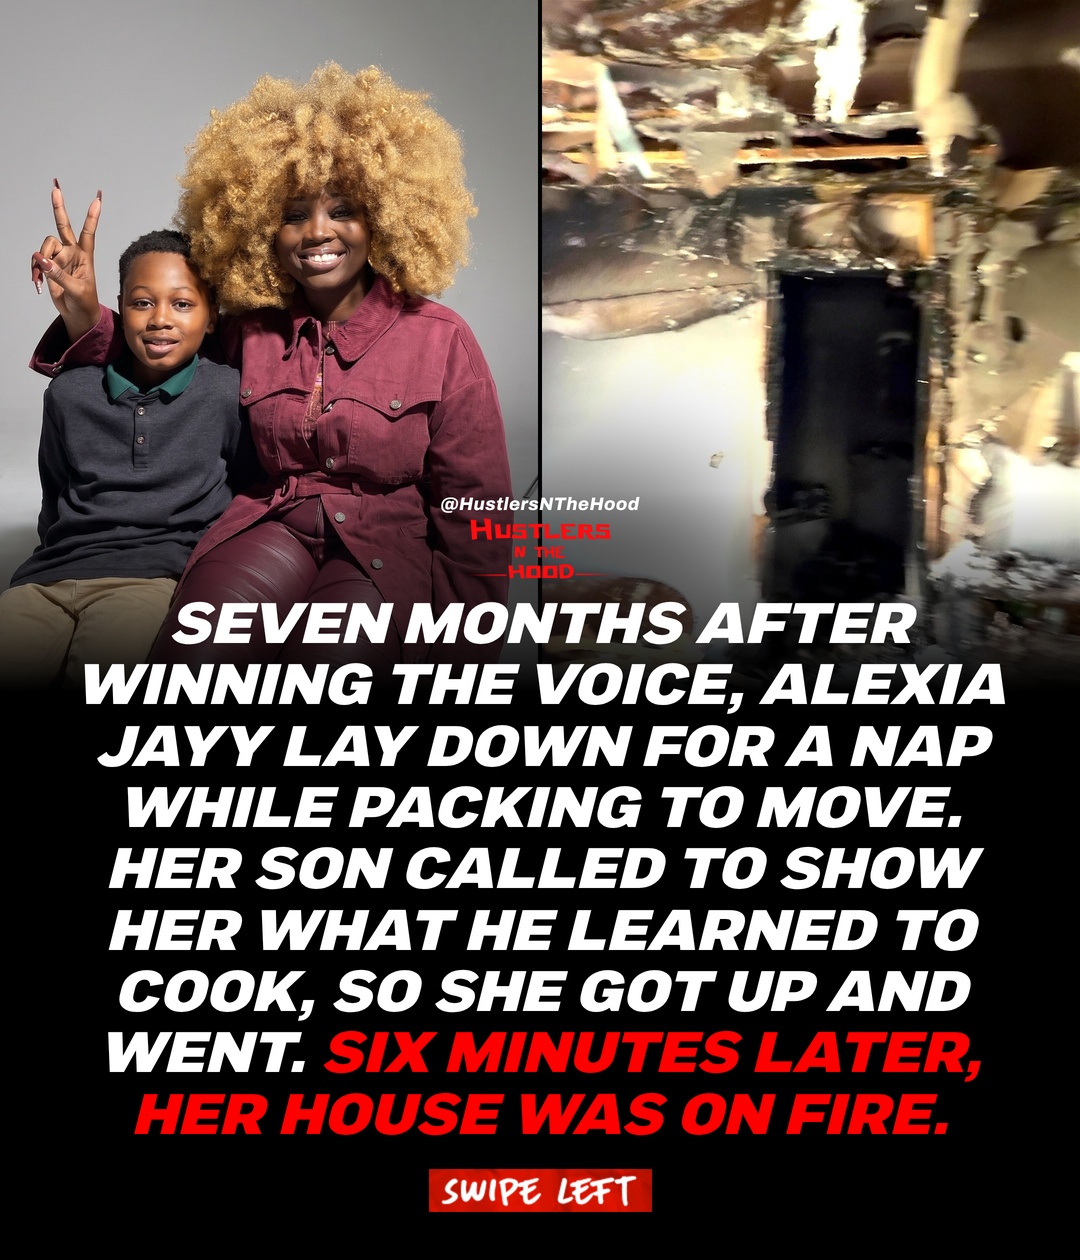 @HustlersNTheHood
HUSTLERS
N THE
HOOD
SEVEN MONTHS AFTER
WINNING THE VOICE, ALEXIA
JAYY LAY DOWN FOR A NAP
WHILE PACKING TO MOVE.
HER SON CALLED TO SHOW
HER WHAT HE LEARNED TO
COOK, SO SHE GOT UP AND
WENT. SIX MINUTES LATER,
HER HOUSE WAS ON FIRE.
SWIPE LEFT